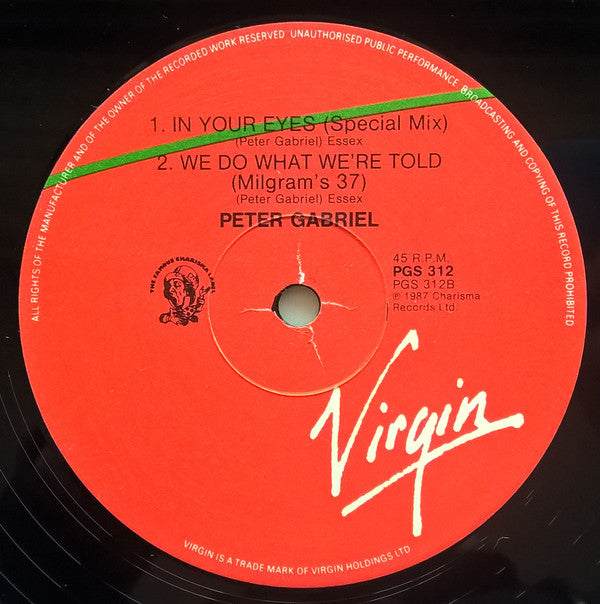 ALL RIGHTS OF THE MANUFACTURER AND OF THE OWNER OF THE RECORDED WORK RESERVED. UNAUTHORISED PUBLIC PERFORMANCE, BROADCASTING AND COPYING OF THIS RECORD PROHIBITED
1. IN YOUR EYES (Special Mix)
(Peter Gabriel) Essex
2. WE DO WHAT WE'RE TOLD
(Milgram's 37)
(Peter Gabriel) Essex
PETER GABRIEL
THE FAMOUS CHARISMA LABEL
45 R.P.M.
PGS 312
PGS 312B
℗ 1987 Charisma
Records Ltd.
Virgin
VIRGIN IS A TRADE MARK OF VIRGIN HOLDINGS LTD